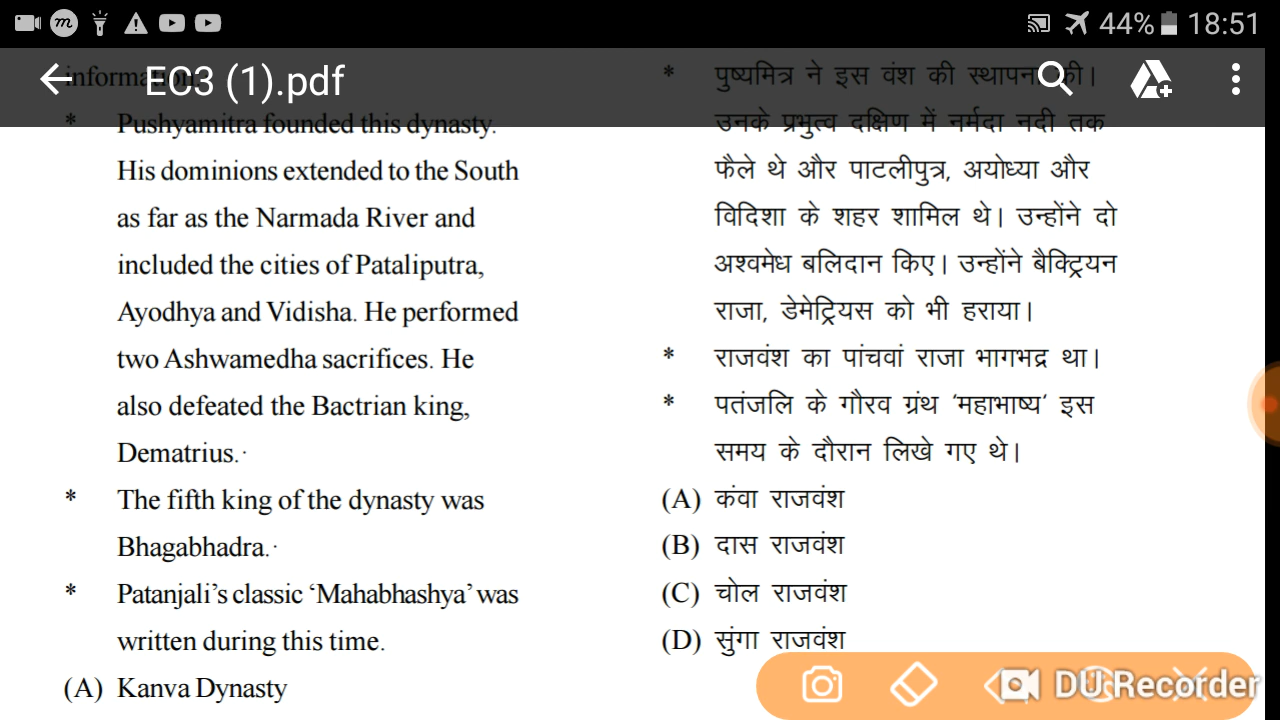 44% 18:51
EC3 (1).pdf
information
* Pushyamitra founded this dynasty.
His dominions extended to the South
as far as the Narmada River and
included the cities of Pataliputra,
Ayodhya and Vidisha. He performed
two Ashwamedha sacrifices. He
also defeated the Bactrian king,
Dematrius.
* The fifth king of the dynasty was
Bhagabhadra.
* Patanjali's classic ‘Mahabhashya’ was
written during this time.
(A) Kanva Dynasty
* पुष्यमित्र ने इस वंश की स्थापना की।
उनके प्रभुत्व दक्षिण में नर्मदा नदी तक
फैले थे और पाटलीपुत्र, अयोध्या और
विदिशा के शहर शामिल थे। उन्होंने दो
अश्वमेध बलिदान किए। उन्होंने बैक्ट्रियन
राजा, डेमेट्रियस को भी हराया।
* राजवंश का पांचवां राजा भागभद्र था।
* पतंजलि के गौरव ग्रंथ ‘महाभाष्य’ इस
समय के दौरान लिखे गए थे।
(A) कंवा राजवंश
(B) दास राजवंश
(C) चोल राजवंश
(D) सुंगा राजवंश
DU Recorder